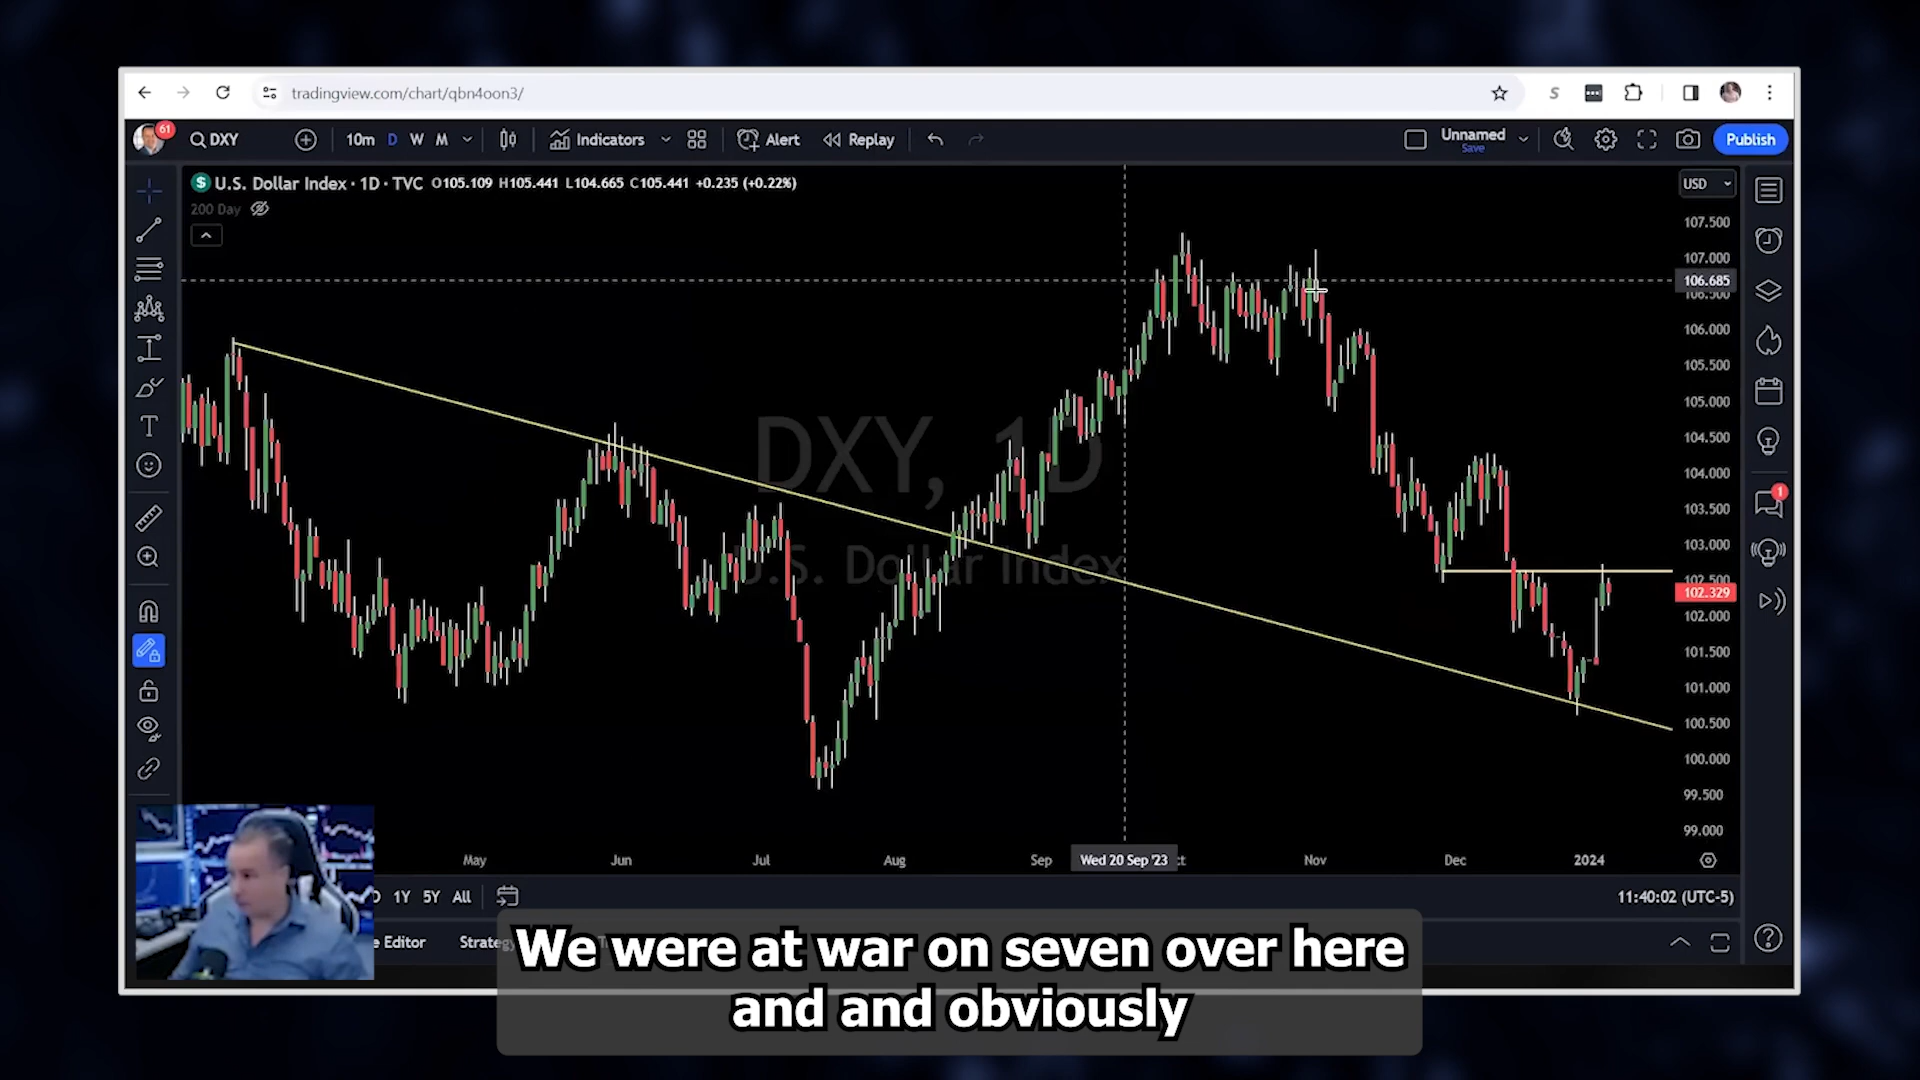 tradingview.com/chart/qbn4oon3/
S
61
DXY
10m D W M
Indicators
Alert
Replay
Unnamed
Save
Publish
$ U.S. Dollar Index · 1D · TVC O105.109 H105.441 L104.665 C105.441 +0.235 (+0.22%)
USD
200 Day
107.500
107.000
106.685
106.500
106.000
105.500
105.000
104.500
104.000
103.500
103.000
102.500
102.329
102.000
101.500
101.000
100.500
100.000
99.500
99.000
DXY, 1D
U.S. Dollar Index
1
May Jun Jul Aug Sep Wed 20 Sep '23 Nov Dec 2024
1Y 5Y All
11:40:02 (UTC-5)
e Editor
We were at war on seven over here
and and obviously